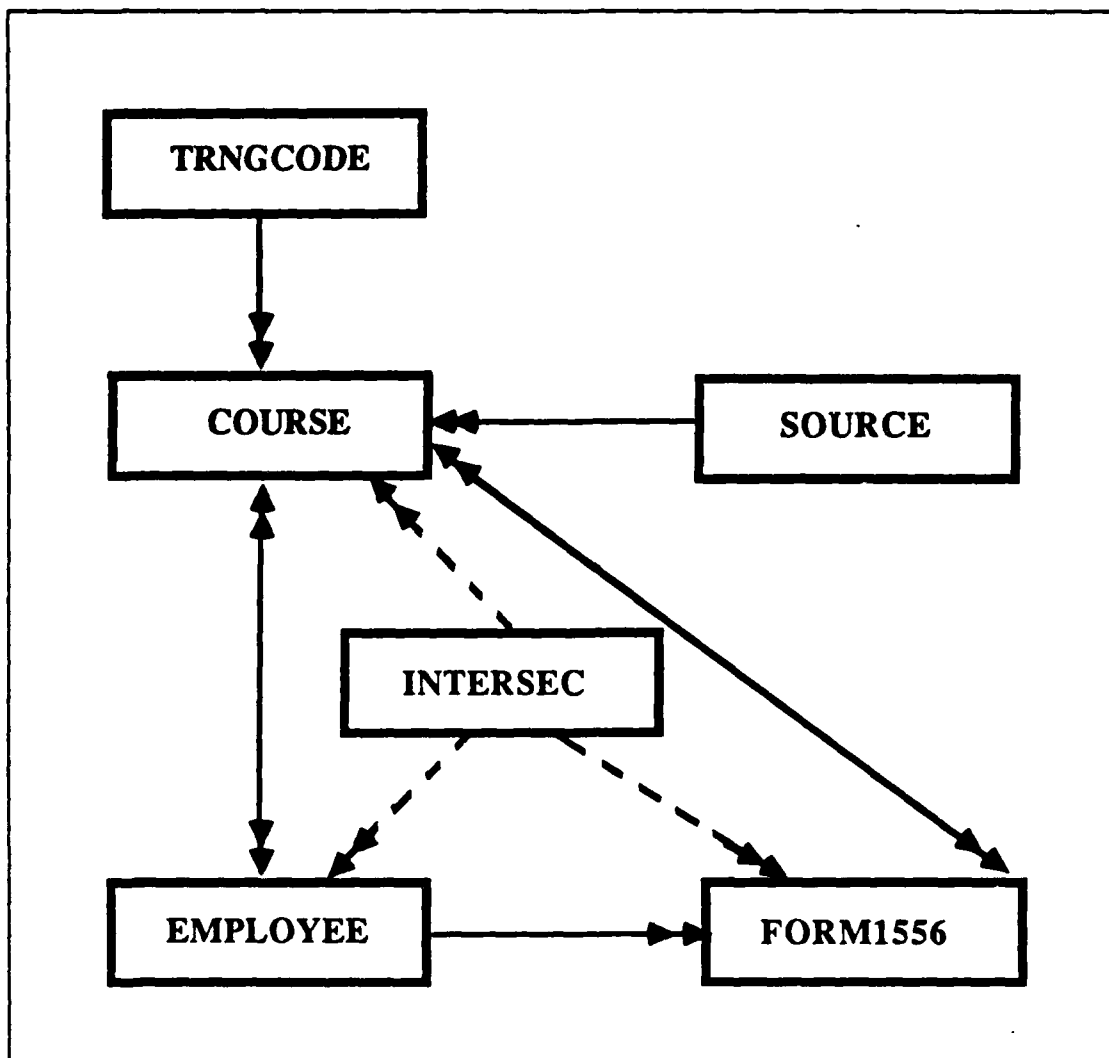 TRNGCODE
COURSE
SOURCE
INTERSEC
EMPLOYEE
FORM1556